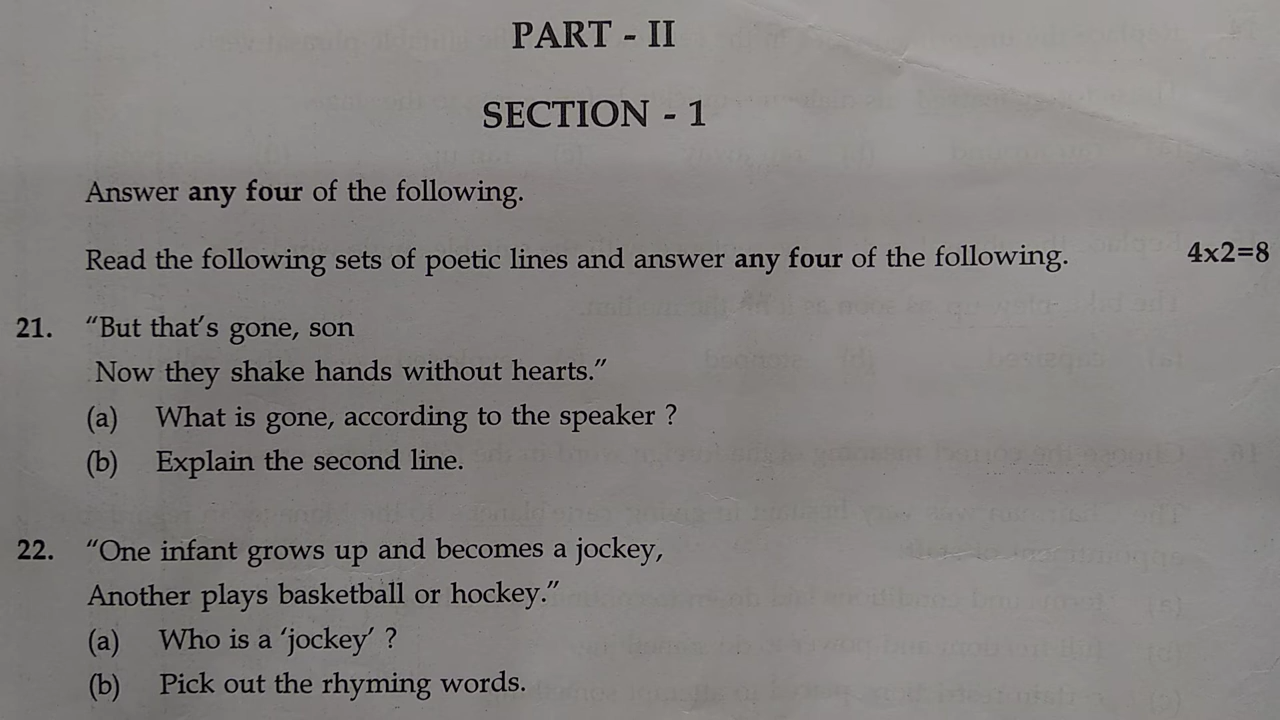 PART - II
SECTION - 1
Answer any four of the following.
Read the following sets of poetic lines and answer any four of the following. 4x2=8
21. “But that’s gone, son
Now they shake hands without hearts.”
(a) What is gone, according to the speaker ?
(b) Explain the second line.
22. “One infant grows up and becomes a jockey,
Another plays basketball or hockey.”
(a) Who is a ‘jockey’ ?
(b) Pick out the rhyming words.